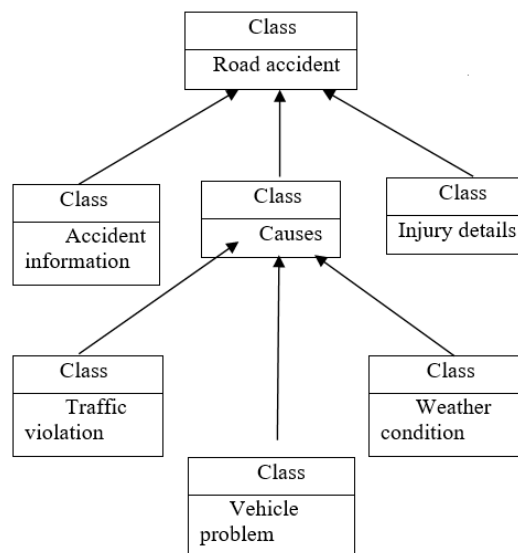 Class
Road accident
Class
Accident
information
Class
Causes
Class
Injury details
Class
Traffic
violation
Class
Vehicle
problem
Class
Weather
condition